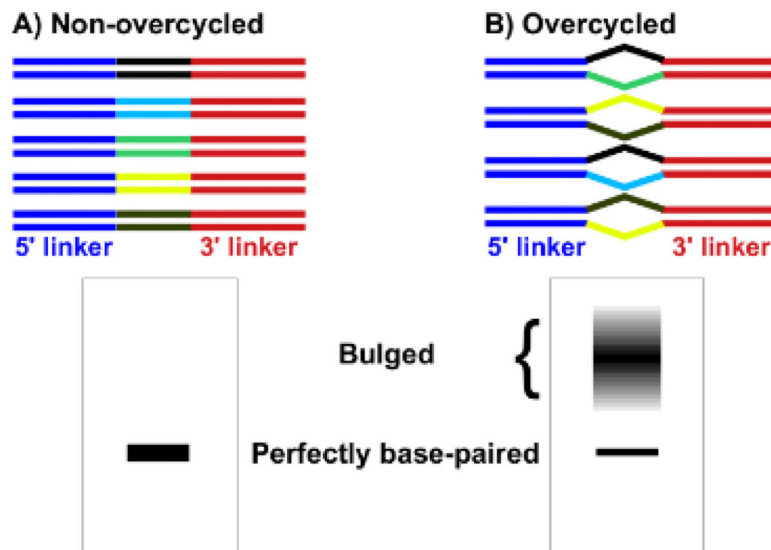 A) Non-overcycled
B) Overcycled
5' linker
3' linker
5' linker
3' linker
Bulged
{
Perfectly base-paired